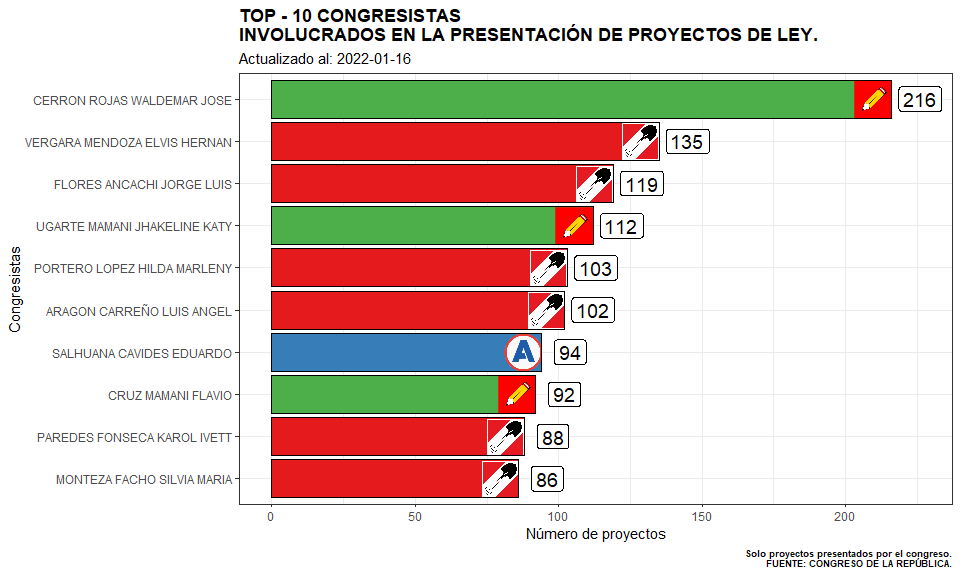 TOP - 10 CONGRESISTAS
INVOLUCRADOS EN LA PRESENTACIÓN DE PROYECTOS DE LEY.
Actualizado al: 2022-01-16
Congresistas
CERRON ROJAS WALDEMAR JOSE 216
VERGARA MENDOZA ELVIS HERNAN 135
FLORES ANCACHI JORGE LUIS 119
UGARTE MAMANI JHAKELINE KATY 112
PORTERO LOPEZ HILDA MARLENY 103
ARAGON CARREÑO LUIS ANGEL 102
SALHUANA CAVIDES EDUARDO A 94
CRUZ MAMANI FLAVIO 92
PAREDES FONSECA KAROL IVETT 88
MONTEZA FACHO SILVIA MARIA 86
0 50 100 150 200
Número de proyectos
Solo proyectos presentados por el congreso.
FUENTE: CONGRESO DE LA REPÚBLICA.